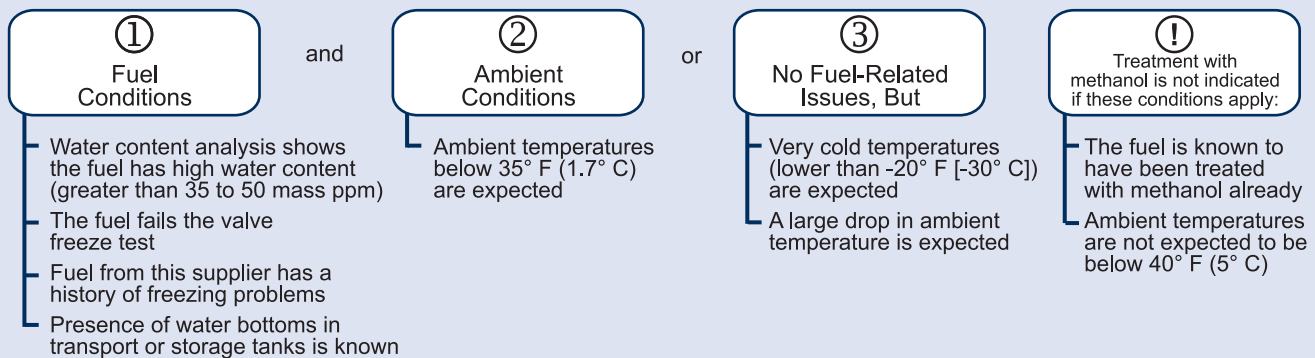 ①
Fuel
Conditions
Water content analysis shows
the fuel has high water content
(greater than 35 to 50 mass ppm)
The fuel fails the valve
freeze test
Fuel from this supplier has a
history of freezing problems
Presence of water bottoms in
transport or storage tanks is known
and
②
Ambient
Conditions
Ambient temperatures
below 35° F (1.7° C)
are expected
or
③
No Fuel-Related
Issues, But
Very cold temperatures
(lower than -20° F [-30° C])
are expected
A large drop in ambient
temperature is expected
!
Treatment with
methanol is not indicated
if these conditions apply:
The fuel is known to
have been treated
with methanol already
Ambient temperatures
are not expected to be
below 40° F (5° C)